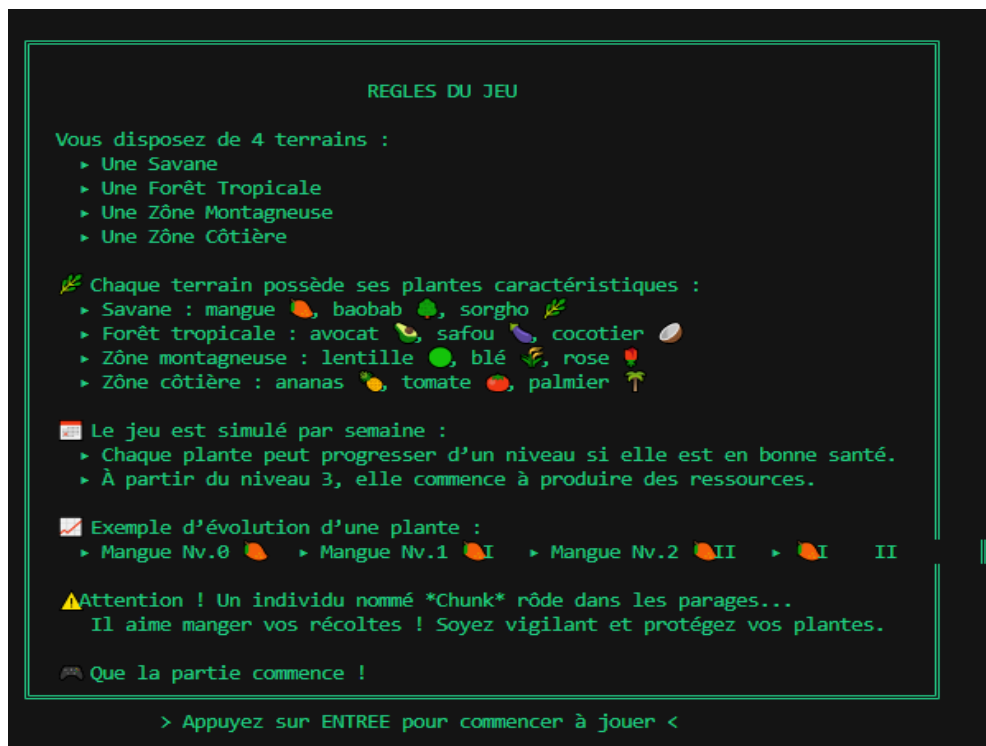 REGLES DU JEU
Vous disposez de 4 terrains :
▸ Une Savane
▸ Une Forêt Tropicale
▸ Une Zône Montagneuse
▸ Une Zône Côtière
🌿 Chaque terrain possède ses plantes caractéristiques :
▸ Savane : mangue 🥭, baobab 🌳, sorgho 🌿
▸ Forêt tropicale : avocat 🥑, safou 🍆, cocotier 🥥
▸ Zône montagneuse : lentille 🟢, blé 🌾, rose 🌹
▸ Zône côtière : ananas 🍍, tomate 🍅, palmier 🌴
📅 Le jeu est simulé par semaine :
▸ Chaque plante peut progresser d’un niveau si elle est en bonne santé.
▸ À partir du niveau 3, elle commence à produire des ressources.
📈 Exemple d’évolution d’une plante :
▸ Mangue Nv.0 🥭 ▸ Mangue Nv.1 🥭I ▸ Mangue Nv.2 🥭II ▸ 🥭I II
⚠️Attention ! Un individu nommé *Chunk* rôde dans les parages...
Il aime manger vos récoltes ! Soyez vigilant et protégez vos plantes.
🎮 Que la partie commence !
> Appuyez sur ENTREE pour commencer à jouer <